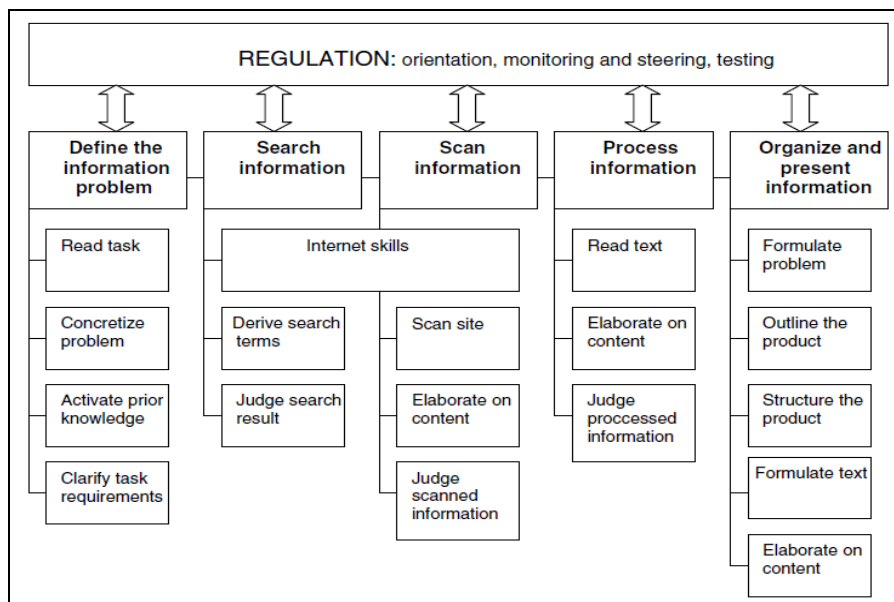 REGULATION: orientation, monitoring and steering, testing
Define the
information
problem
Search
information
Scan
information
Process
information
Organize and
present
information
Read task
Concretize
problem
Activate prior
knowledge
Clarify task
requirements
Internet skills
Derive search
terms
Judge search
result
Scan site
Elaborate on
content
Judge
scanned
information
Read text
Elaborate on
content
Judge
proccessed
information
Formulate
problem
Outline the
product
Structure the
product
Formulate text
Elaborate on
content